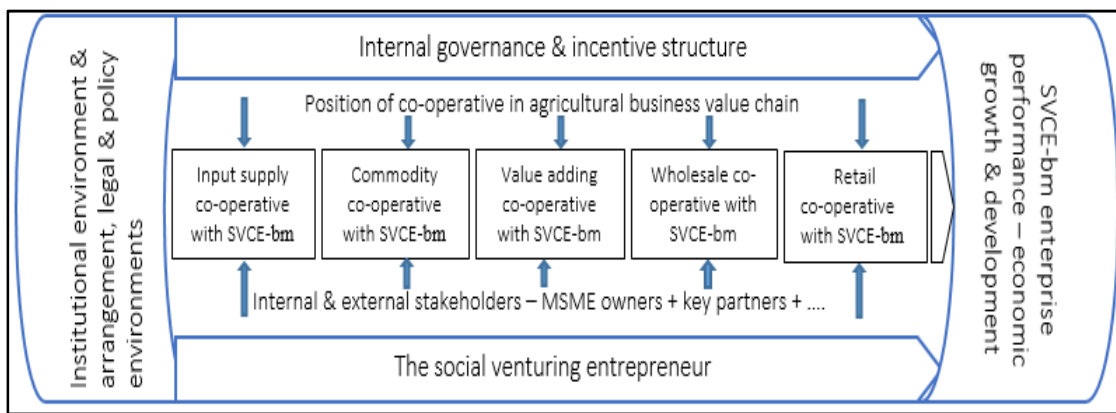 Institutional environment &
arrangement, legal & policy
environments
Internal governance & incentive structure
Position of co-operative in agricultural business value chain
Input supply
co-operative
with SVCE-bm
Commodity
co-operative
with SVCE-bm
Value adding
co-operative
with SVCE-bm
Wholesale co-
operative with
SVCE-bm
Retail
co-operative
with SVCE-bm
Internal & external stakeholders – MSME owners + key partners + ....
The social venturing entrepreneur
SVCE-bm enterprise
performance – economic
growth & development